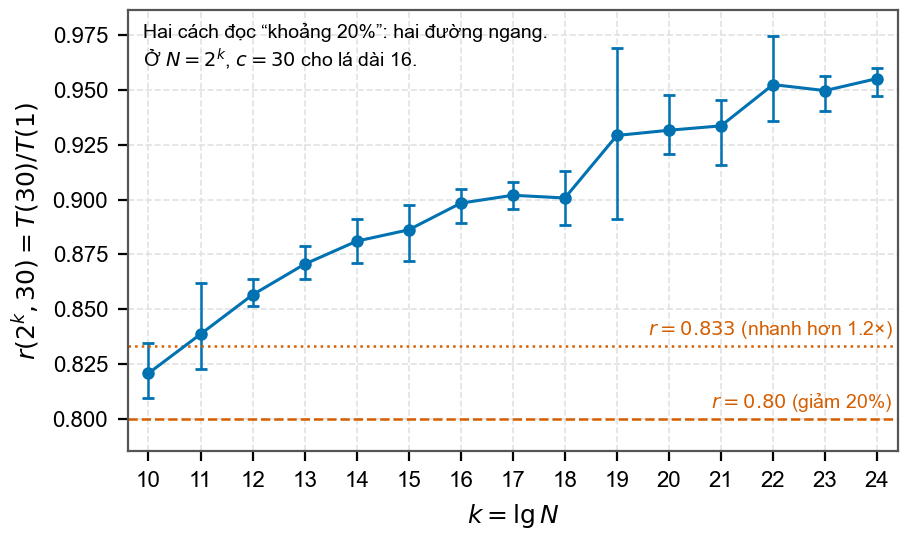 Hai cách đọc “khoảng 20%”: hai đường ngang.
Ở N = 2^k, c = 30 cho lá dài 16.
0.975
0.950
0.925
0.900
0.875
0.850
0.825
0.800
r(2^k, 30) = T(30)/T(1)
r = 0.833 (nhanh hơn 1.2×)
r = 0.80 (giảm 20%)
10 11 12 13 14 15 16 17 18 19 20 21 22 23 24
k = lg N